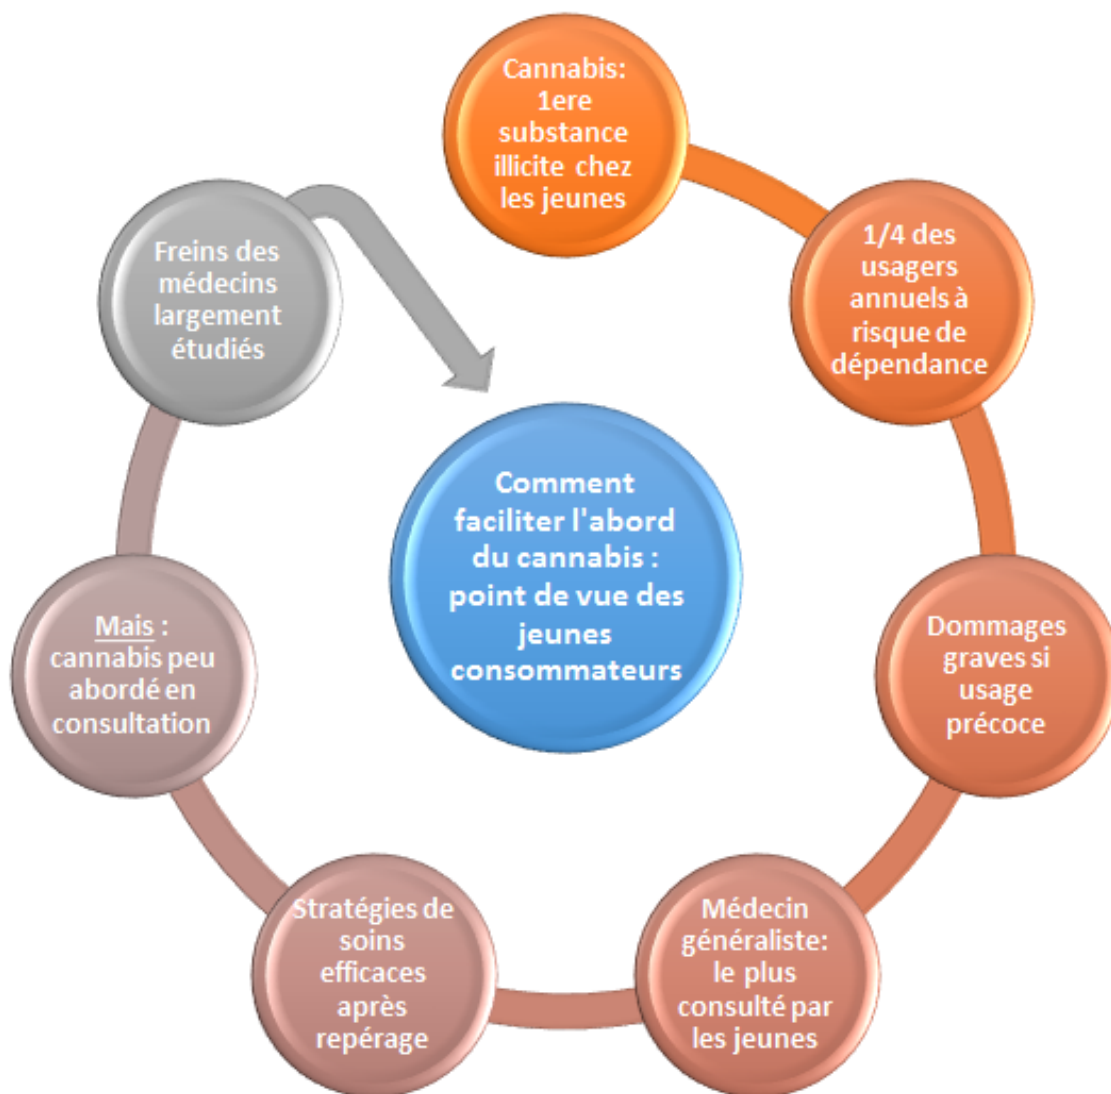 Cannabis:
1ere
substance
illicite chez
les jeunes
1/4 des
usagers
annuels à
risque de
dépendance
Dommages
graves si
usage
précoce
Médecin
généraliste:
le plus
consulté par
les jeunes
Stratégies de
soins
efficaces
après
repérage
Mais :
cannabis peu
abordé en
consultation
Freins des
médecins
largement
étudiés
Comment
faciliter l'abord
du cannabis :
point de vue des
jeunes
consommateurs